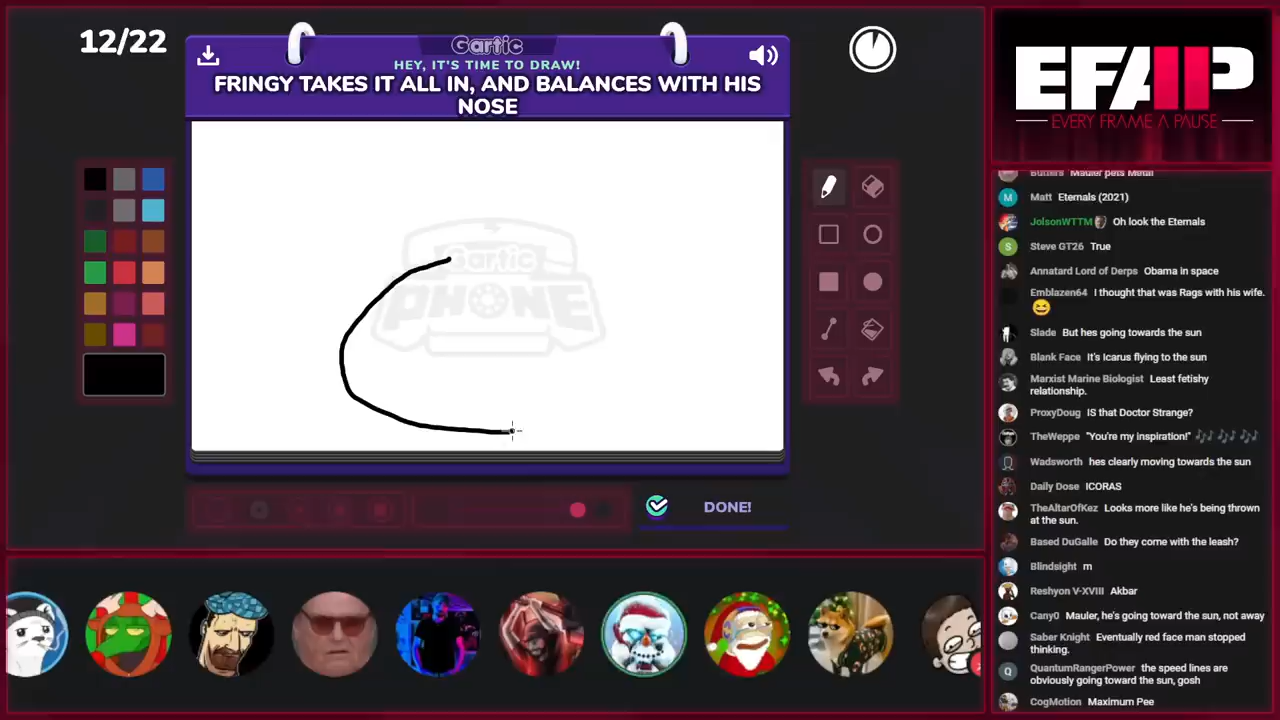 12/22
Gartic
HEY, IT'S TIME TO DRAW!
FRINGY TAKES IT ALL IN, AND BALANCES WITH HIS
NOSE
Gartic
PHONE
DONE!
EFAP
EVERY FRAME A PAUSE
Mauler pets Metal
Matt Eternals (2021)
JolsonWTTM Oh look the Eternals
Steve GT26 True
Annatard Lord of Derps Obama in space
Emblazen64 I thought that was Rags with his wife.
Slade But hes going towards the sun
Blank Face It's Icarus flying to the sun
Marxist Marine Biologist Least fetishy
relationship.
ProxyDoug IS that Doctor Strange?
TheWeppe "You're my inspiration!"
Wadsworth hes clearly moving towards the sun
Daily Dose ICORAS
TheAltarOfKez Looks more like he's being thrown
at the sun.
Based DuGalle Do they come with the leash?
Blindsight m
Reshyon V-XVIII Akbar
Cany0 Mauler, he's going toward the sun, not away
Saber Knight Eventually red face man stopped
thinking.
QuantumRangerPower the speed lines are
obviously going toward the sun, gosh
CogMotion Maximum Pee